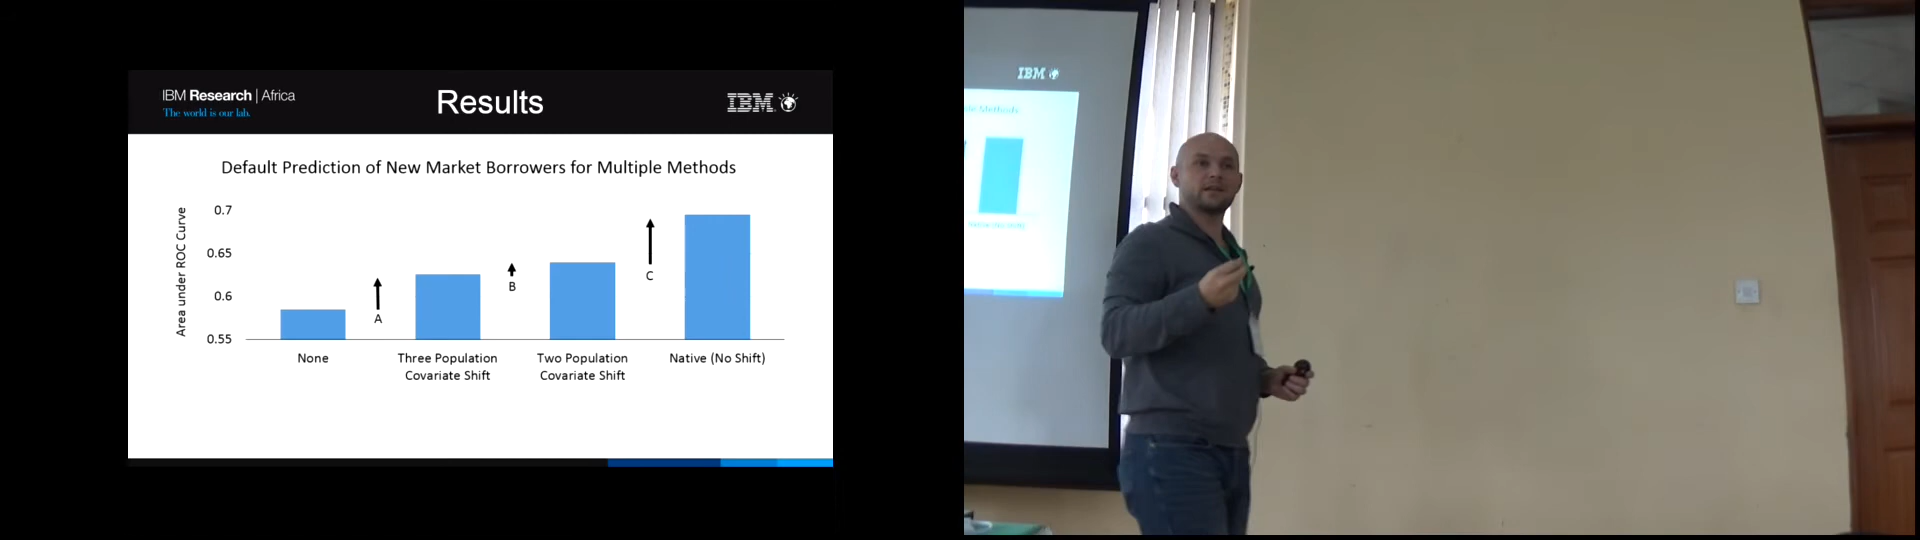 IBM Research | Africa
The world is our lab.
Results
IBM
Default Prediction of New Market Borrowers for Multiple Methods
Area under ROC Curve
0.7
0.65
0.6
0.55
A
B
C
None
Three Population
Covariate Shift
Two Population
Covariate Shift
Native (No Shift)
IBM
Methods